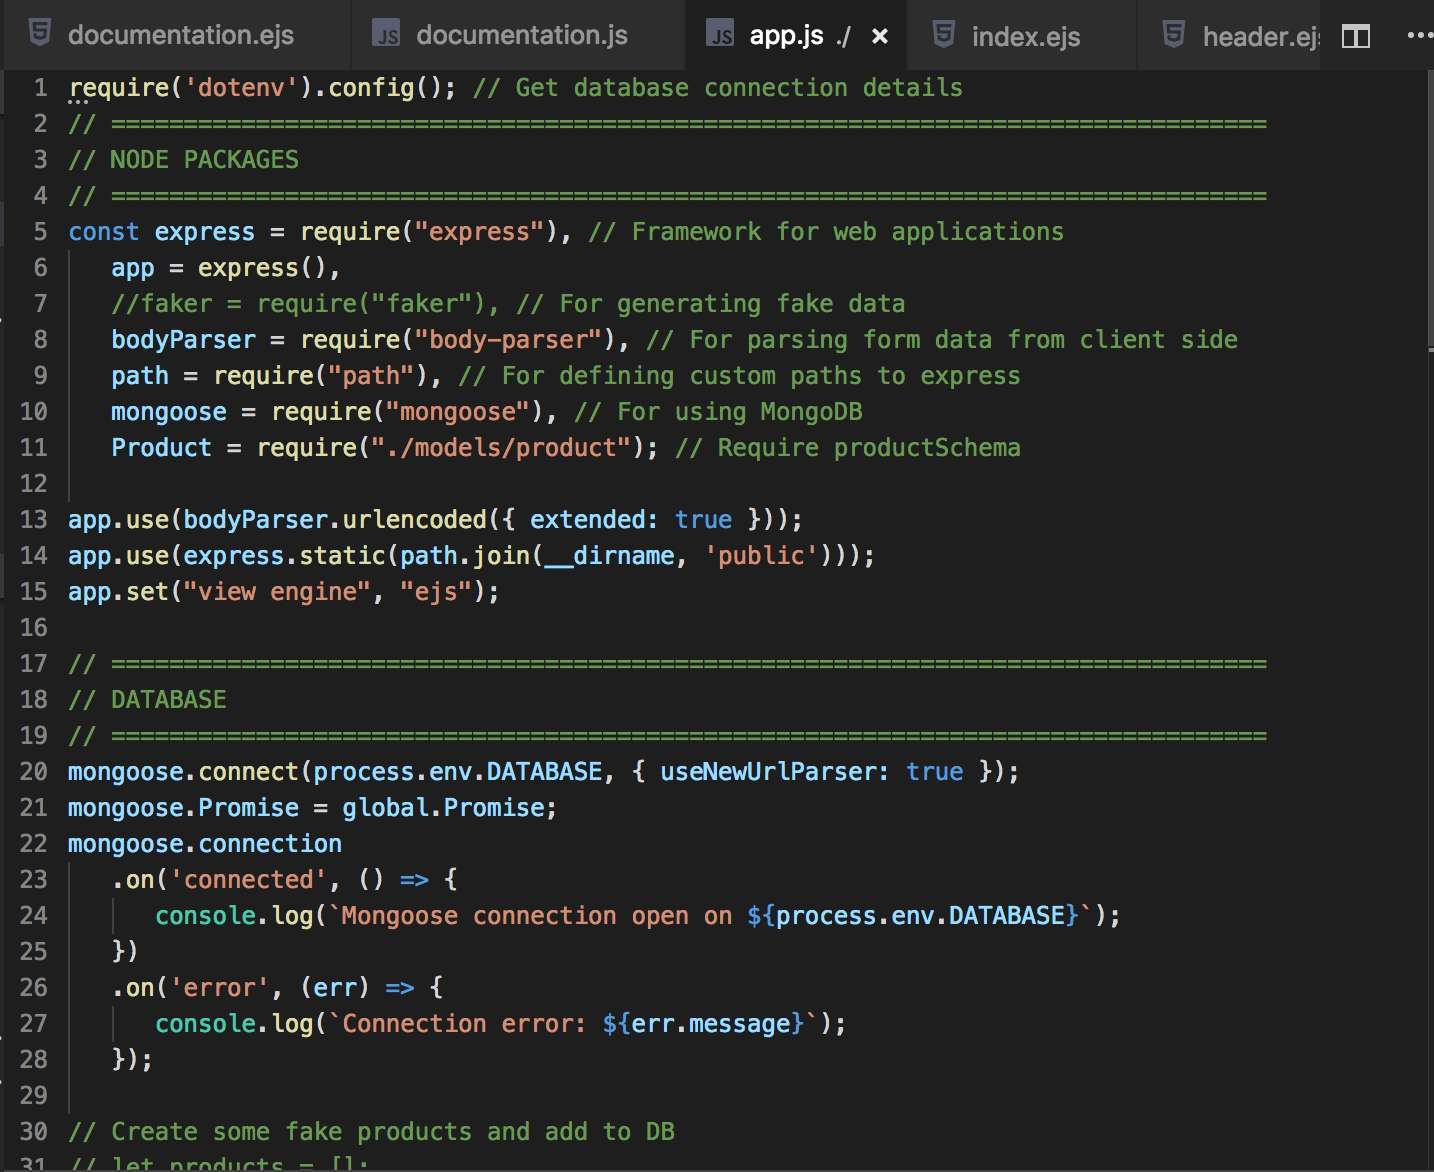 documentation.ejs documentation.js app.js ./ × index.ejs header.ejs
1 require('dotenv').config(); // Get database connection details
2 // ================================================================================
3 // NODE PACKAGES
4 // ================================================================================
5 const express = require("express"), // Framework for web applications
6 app = express(),
7 //faker = require("faker"), // For generating fake data
8 bodyParser = require("body-parser"), // For parsing form data from client side
9 path = require("path"), // For defining custom paths to express
10 mongoose = require("mongoose"), // For using MongoDB
11 Product = require("./models/product"); // Require productSchema
12
13 app.use(bodyParser.urlencoded({ extended: true }));
14 app.use(express.static(path.join(__dirname, 'public')));
15 app.set("view engine", "ejs");
16
17 // ================================================================================
18 // DATABASE
19 // ================================================================================
20 mongoose.connect(process.env.DATABASE, { useNewUrlParser: true });
21 mongoose.Promise = global.Promise;
22 mongoose.connection
23 .on('connected', () => {
24 console.log(`Mongoose connection open on ${process.env.DATABASE}`);
25 })
26 .on('error', (err) => {
27 console.log(`Connection error: ${err.message}`);
28 });
29
30 // Create some fake products and add to DB
31 // let products = [];